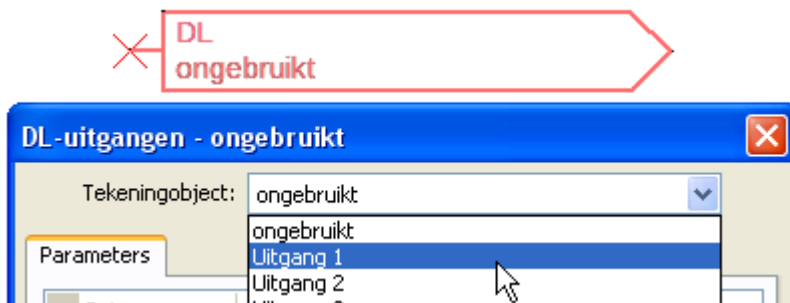 DL
ongebruikt
DL-uitgangen - ongebruikt
Tekeningobject: ongebruikt
ongebruikt
Parameters
Uitgang 1
Uitgang 2